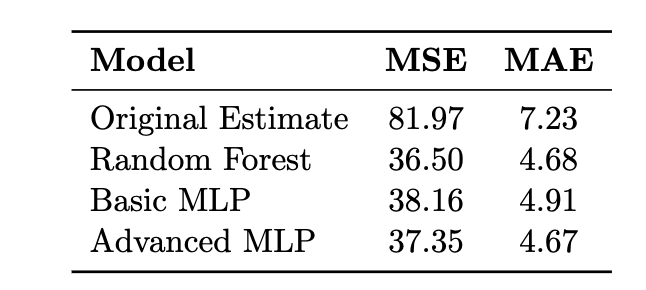 Model MSE MAE
Original Estimate 81.97 7.23
Random Forest 36.50 4.68
Basic MLP 38.16 4.91
Advanced MLP 37.35 4.67